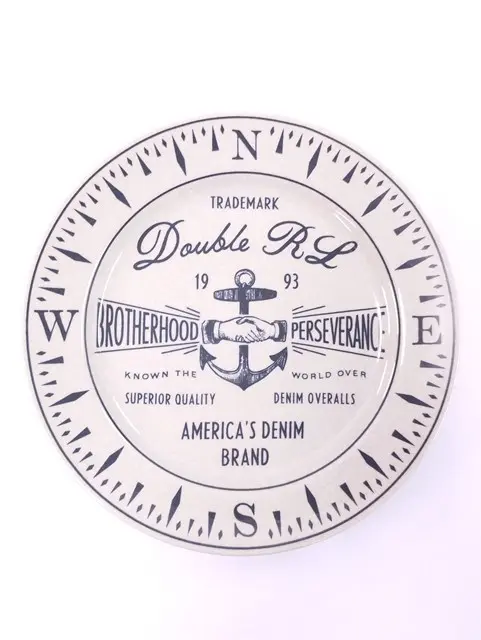 N
TRADEMARK
Double RL
19 93
BROTHERHOOD PERSEVERANCE
W E
KNOWN THE WORLD OVER
SUPERIOR QUALITY DENIM OVERALLS
AMERICA'S DENIM
BRAND
S